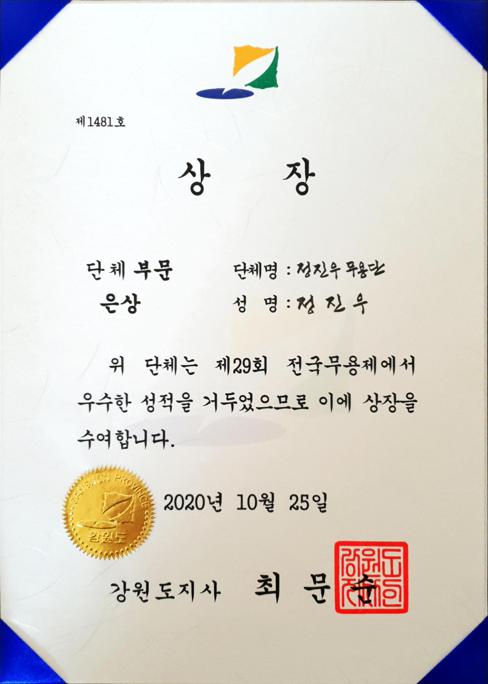 제1481호
상 장
단체 부문 단체명 : 정진우 무용단
은상 성 명 : 정 진 우
위 단체는 제29회 전국무용제에서
우수한 성적을 거두었으므로 이에 상장을
수여합니다.
2020년 10월 25일
강원도
강원도지사 최 문 순